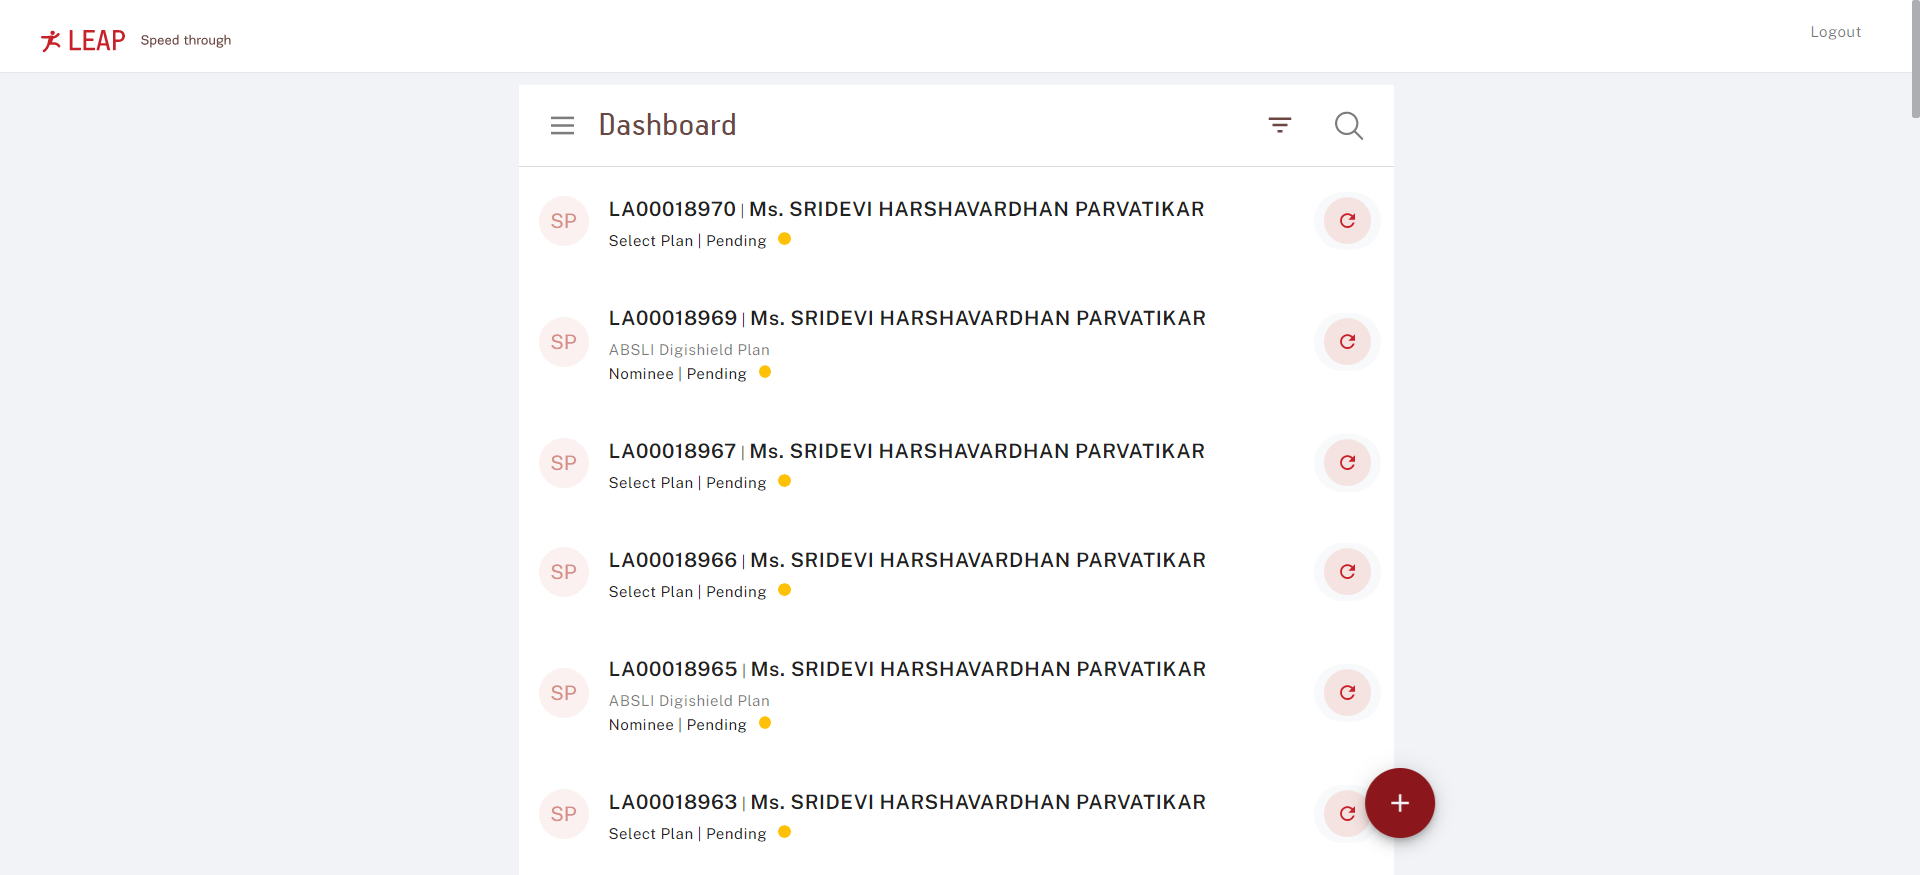 LEAP Speed through
Logout
Dashboard
SP
LA00018970 | Ms. SRIDEVI HARSHAVARDHAN PARVATIKAR
Select Plan | Pending
SP
LA00018969 | Ms. SRIDEVI HARSHAVARDHAN PARVATIKAR
ABSLI Digishield Plan
Nominee | Pending
SP
LA00018967 | Ms. SRIDEVI HARSHAVARDHAN PARVATIKAR
Select Plan | Pending
SP
LA00018966 | Ms. SRIDEVI HARSHAVARDHAN PARVATIKAR
Select Plan | Pending
SP
LA00018965 | Ms. SRIDEVI HARSHAVARDHAN PARVATIKAR
ABSLI Digishield Plan
Nominee | Pending
SP
LA00018963 | Ms. SRIDEVI HARSHAVARDHAN PARVATIKAR
Select Plan | Pending